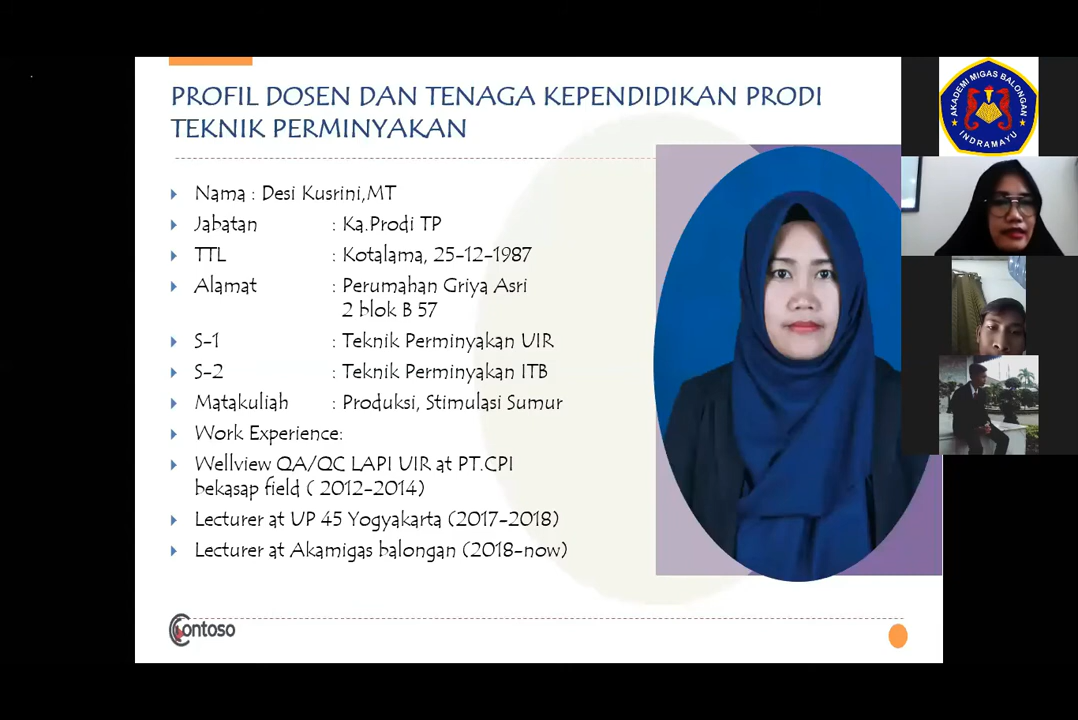 PROFIL DOSEN DAN TENAGA KEPENDIDIKAN PRODI
TEKNIK PERMINYAKAN
Nama : Desi Kusrini,MT
Jabatan : Ka.Prodi TP
TTL : Kotalama, 25-12-1987
Alamat : Perumahan Griya Asri
2 blok B 57
S-1 : Teknik Perminyakan UIR
S-2 : Teknik Perminyakan ITB
Matakuliah : Produksi, Stimulasi Sumur
Work Experience:
Wellview QA/QC LAPI UIR at PT.CPI
bekasap field ( 2012-2014)
Lecturer at UP 45 Yogyakarta (2017-2018)
Lecturer at Akamigas balongan (2018-now)
Contoso
AKADEMI MIGAS BALONGAN
INDRAMAYU